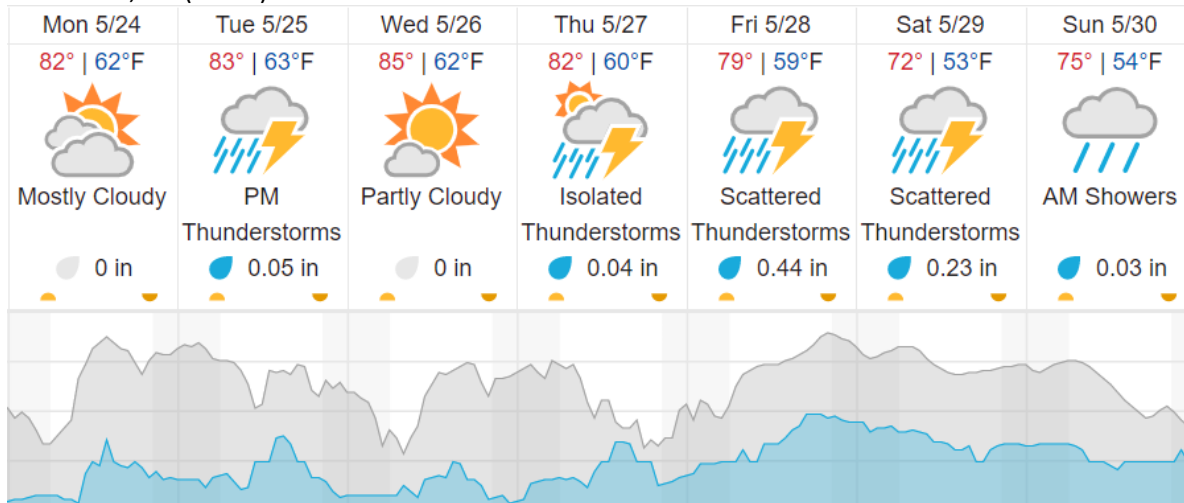 Mon 5/24 Tue 5/25 Wed 5/26 Thu 5/27 Fri 5/28 Sat 5/29 Sun 5/30
82° | 62°F 83° | 63°F 85° | 62°F 82° | 60°F 79° | 59°F 72° | 53°F 75° | 54°F
Mostly Cloudy PM Partly Cloudy Isolated Scattered Scattered AM Showers
Thunderstorms Thunderstorms Thunderstorms Thunderstorms
0 in 0.05 in 0 in 0.04 in 0.44 in 0.23 in 0.03 in